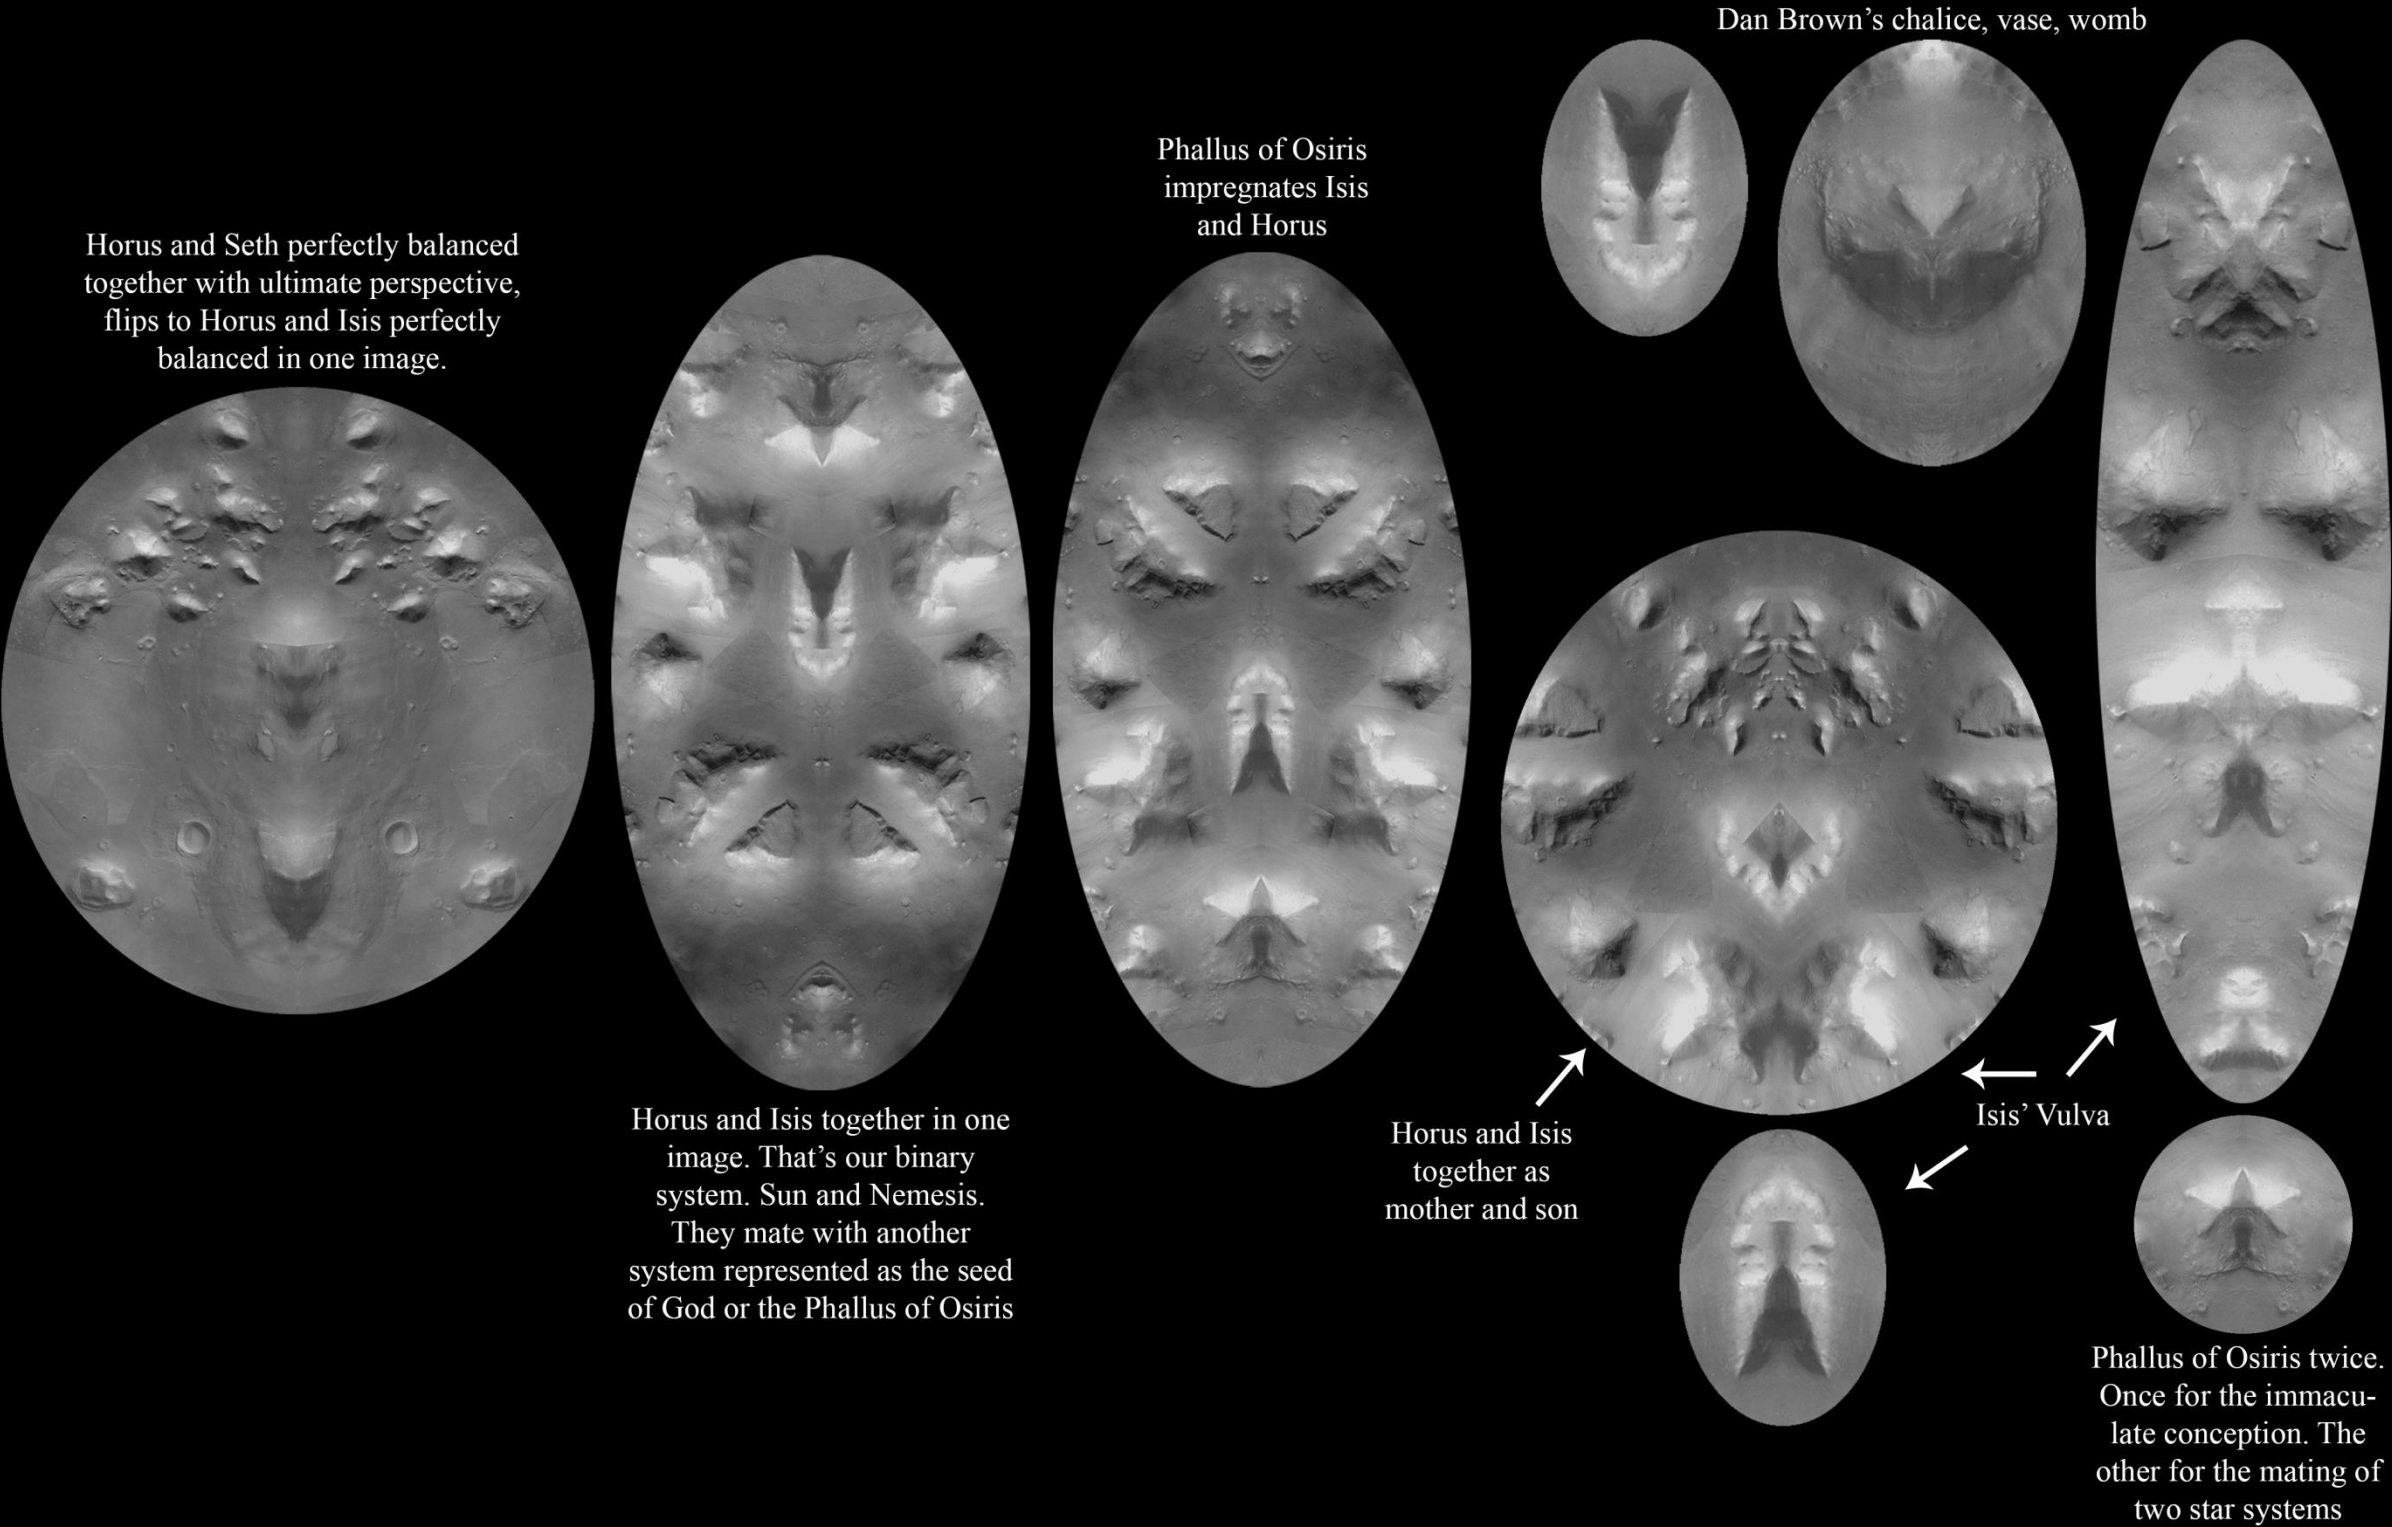 Dan Brown’s chalice, vase, womb
Phallus of Osiris
impregnates Isis
and Horus
Horus and Seth perfectly balanced
together with ultimate perspective,
flips to Horus and Isis perfectly
balanced in one image.
Horus and Isis together in one
image. That’s our binary
system. Sun and Nemesis.
They mate with another
system represented as the seed
of God or the Phallus of Osiris
Horus and Isis
together as
mother and son
Isis’ Vulva
Phallus of Osiris twice.
Once for the immacu-
late conception. The
other for the mating of
two star systems